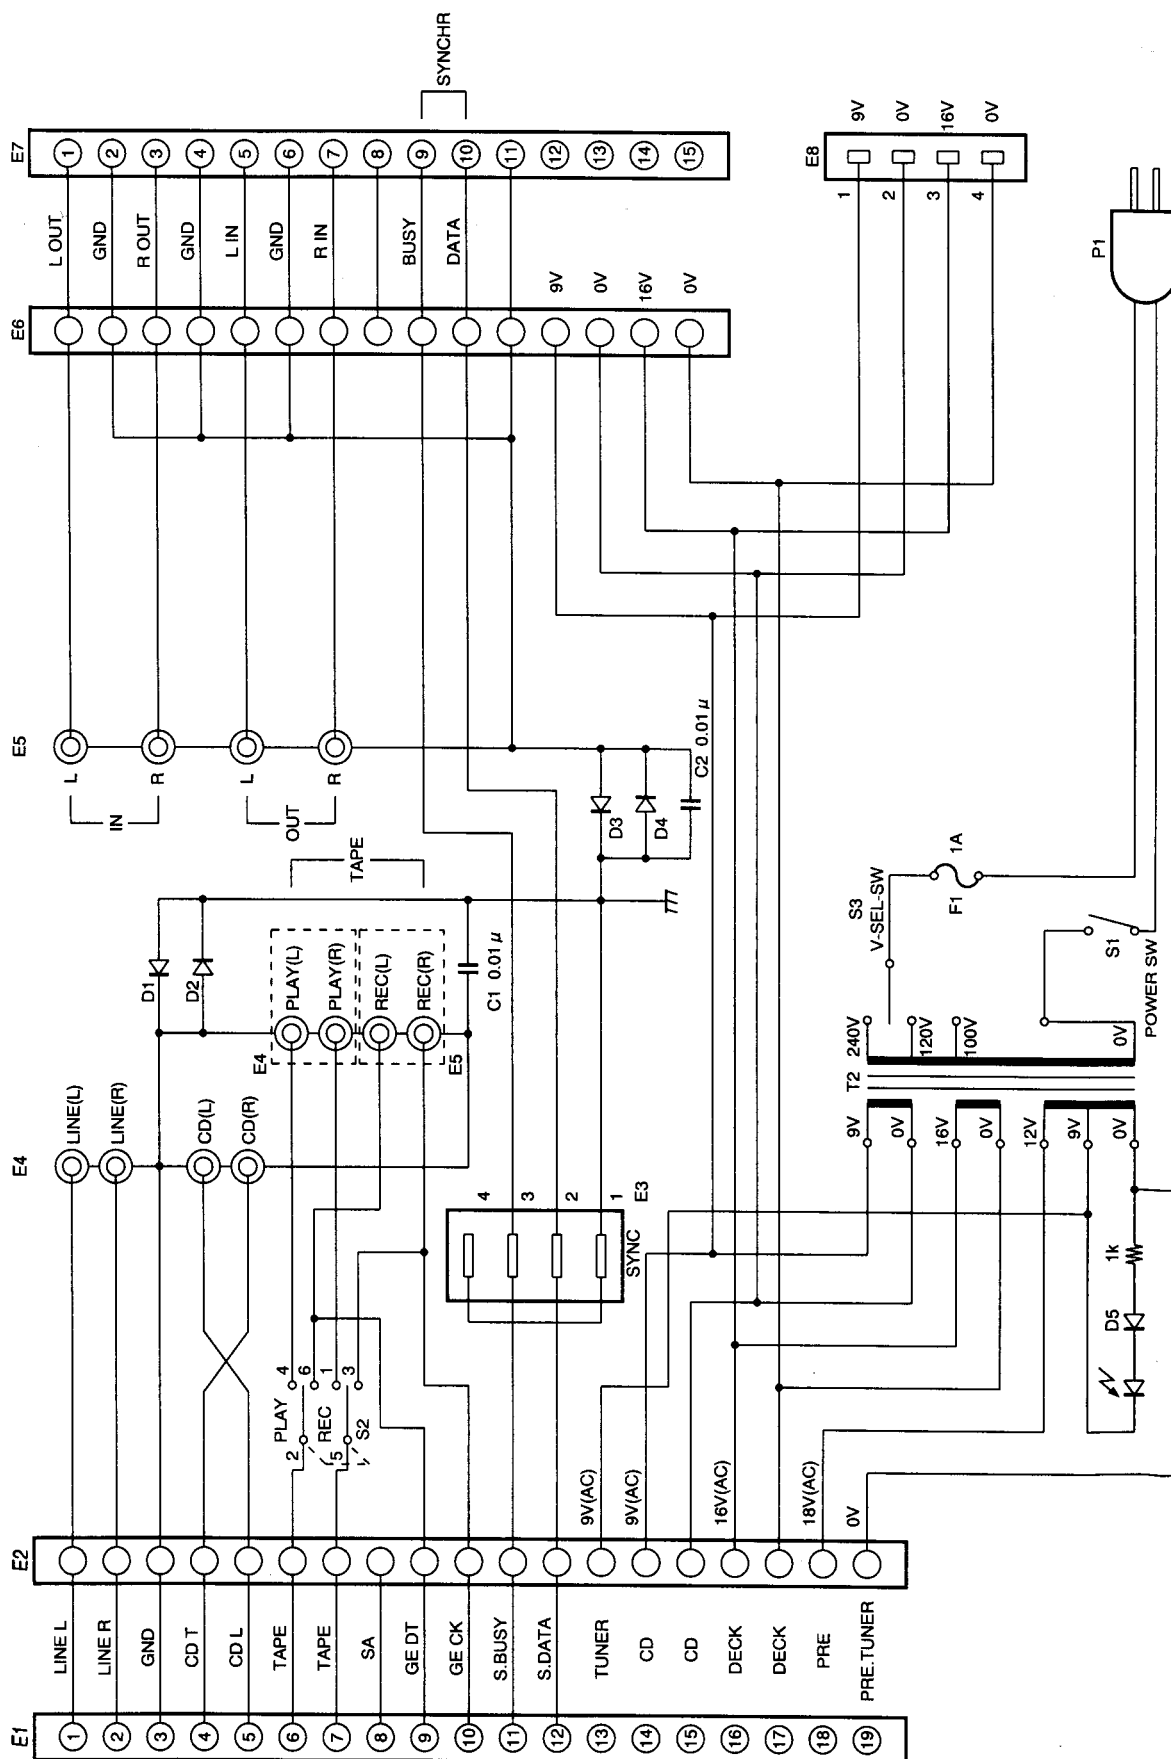 E1
1
2
3
4
5
6
7
8
9
10
11
12
13
14
15
16
17
18
19
LINE L
LINE R
GND
CD T
CD L
TAPE
TAPE
SA
GE DT
GE CK
S.BUSY
S.DATA
TUNER
CD
CD
DECK
DECK
PRE
PRE.TUNER
E2
9V(AC)
9V(AC)
16V(AC)
18V(AC)
0V
2
5
PLAY
REC
S2
4
6
1
3
SYNC
E3
4
3
2
1
E4
LINE(L)
LINE(R)
CD(L)
CD(R)
D1
D2
E4
E5
PLAY(L)
PLAY(R)
REC(L)
REC(R)
TAPE
C1 0.01μ
D3
D4
C2 0.01μ
E5
L
R
L
R
IN
OUT
E6
L OUT
GND
R OUT
GND
L IN
GND
R IN
BUSY
DATA
9V
0V
16V
0V
E7
1
2
3
4
5
6
7
8
9
10
11
12
13
14
15
SYNCHR
E8
1
2
3
4
9V
0V
16V
0V
P1
D5
1k
9V
0V
16V
0V
12V
9V
0V
T2
240V
120V
100V
0V
S3
V-SEL-SW
F1
1A
S1
POWER SW